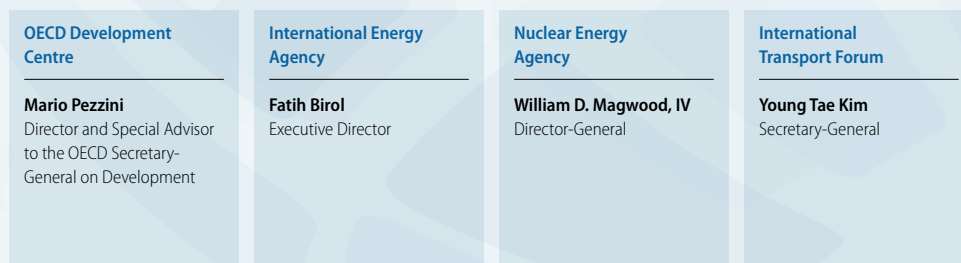 OECD Development
Centre
Mario Pezzini
Director and Special Advisor
to the OECD Secretary-
General on Development
International Energy
Agency
Fatih Birol
Executive Director
Nuclear Energy
Agency
William D. Magwood, IV
Director-General
International
Transport Forum
Young Tae Kim
Secretary-General